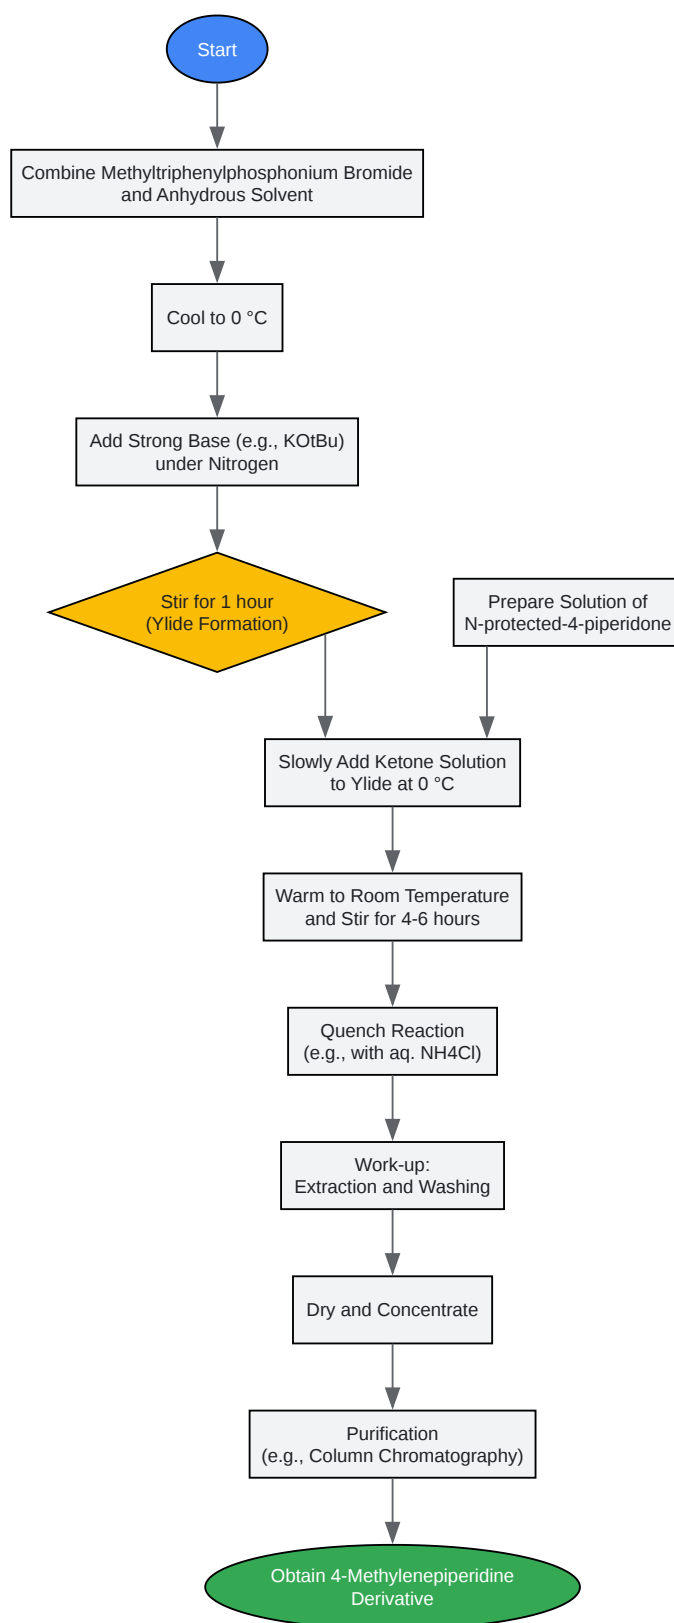 Start
Combine Methyltriphenylphosphonium Bromide
and Anhydrous Solvent
Cool to 0 °C
Add Strong Base (e.g., KOtBu)
under Nitrogen
Stir for 1 hour
(Ylide Formation)
Prepare Solution of
N-protected-4-piperidone
Slowly Add Ketone Solution
to Ylide at 0 °C
Warm to Room Temperature
and Stir for 4-6 hours
Quench Reaction
(e.g., with aq. NH4Cl)
Work-up:
Extraction and Washing
Dry and Concentrate
Purification
(e.g., Column Chromatography)
Obtain 4-Methylenepiperidine
Derivative